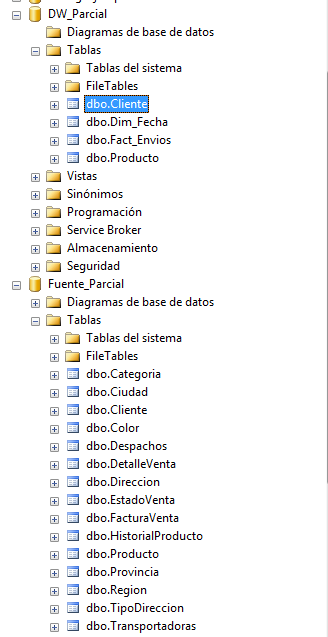 DW_Parcial
Diagramas de base de datos
Tablas
Tablas del sistema
FileTables
dbo.Cliente
dbo.Dim_Fecha
dbo.Fact_Envios
dbo.Producto
Vistas
Sinónimos
Programación
Service Broker
Almacenamiento
Seguridad
Fuente_Parcial
Diagramas de base de datos
Tablas
Tablas del sistema
FileTables
dbo.Categoria
dbo.Ciudad
dbo.Cliente
dbo.Color
dbo.Despachos
dbo.DetalleVenta
dbo.Direccion
dbo.EstadoVenta
dbo.FacturaVenta
dbo.HistorialProducto
dbo.Producto
dbo.Provincia
dbo.Region
dbo.TipoDireccion
dbo.Transportadoras